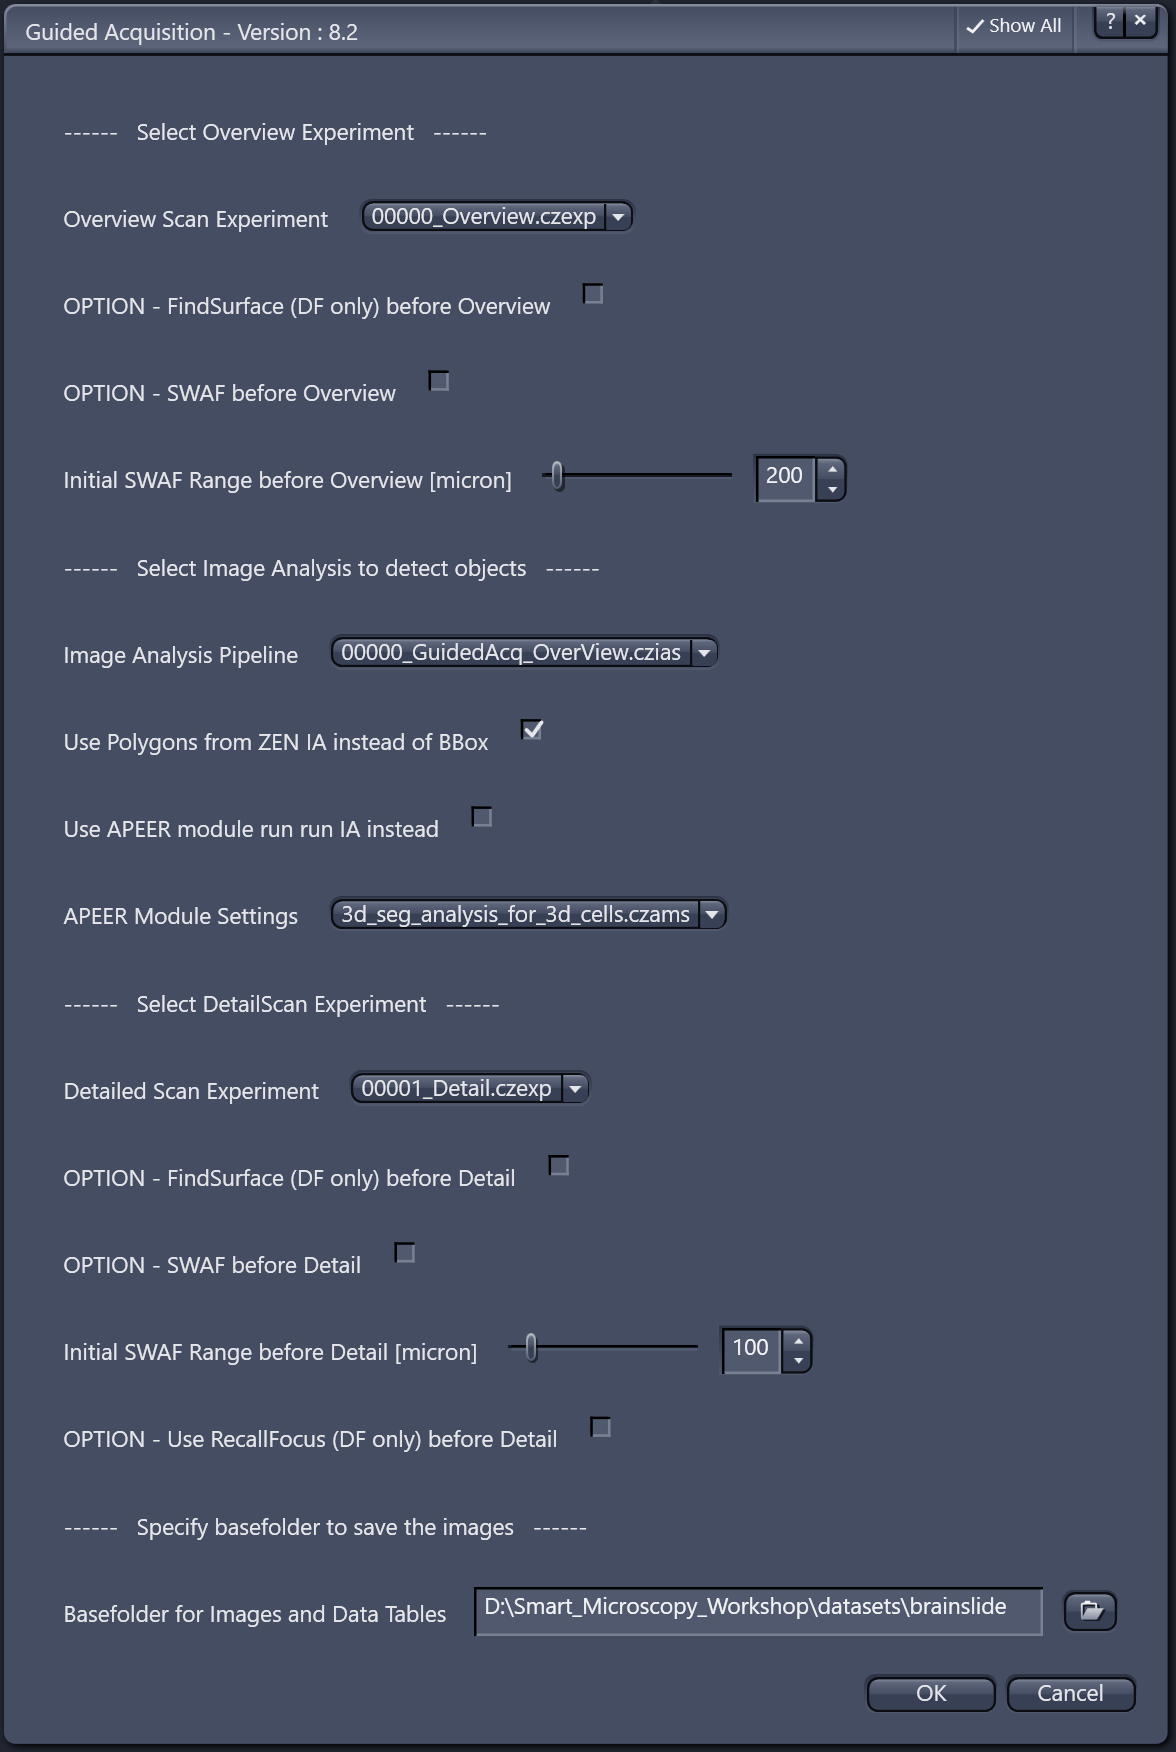 Guided Acquisition - Version : 8.2
Show All
?
------ Select Overview Experiment ------
Overview Scan Experiment 00000_Overview.czexp
OPTION - FindSurface (DF only) before Overview
OPTION - SWAF before Overview
Initial SWAF Range before Overview [micron] 200
------ Select Image Analysis to detect objects ------
Image Analysis Pipeline 00000_GuidedAcq_OverView.czias
Use Polygons from ZEN IA instead of BBox
Use APEER module run run IA instead
APEER Module Settings 3d_seg_analysis_for_3d_cells.czams
------ Select DetailScan Experiment ------
Detailed Scan Experiment 00001_Detail.czexp
OPTION - FindSurface (DF only) before Detail
OPTION - SWAF before Detail
Initial SWAF Range before Detail [micron] 100
OPTION - Use RecallFocus (DF only) before Detail
------ Specify basefolder to save the images ------
Basefolder for Images and Data Tables D:\Smart_Microscopy_Workshop\datasets\brainslide
OK Cancel